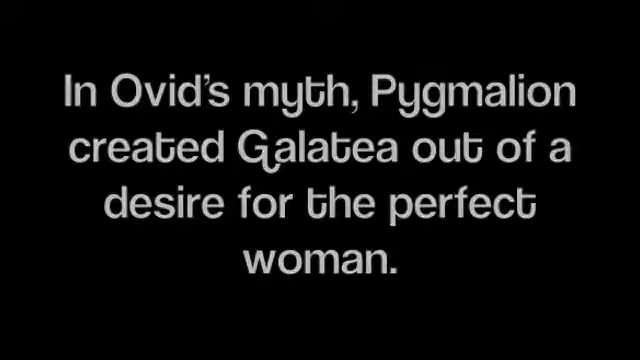 In Ovid's myth, Pygmalion
created Galatea out of a
desire for the perfect
woman.